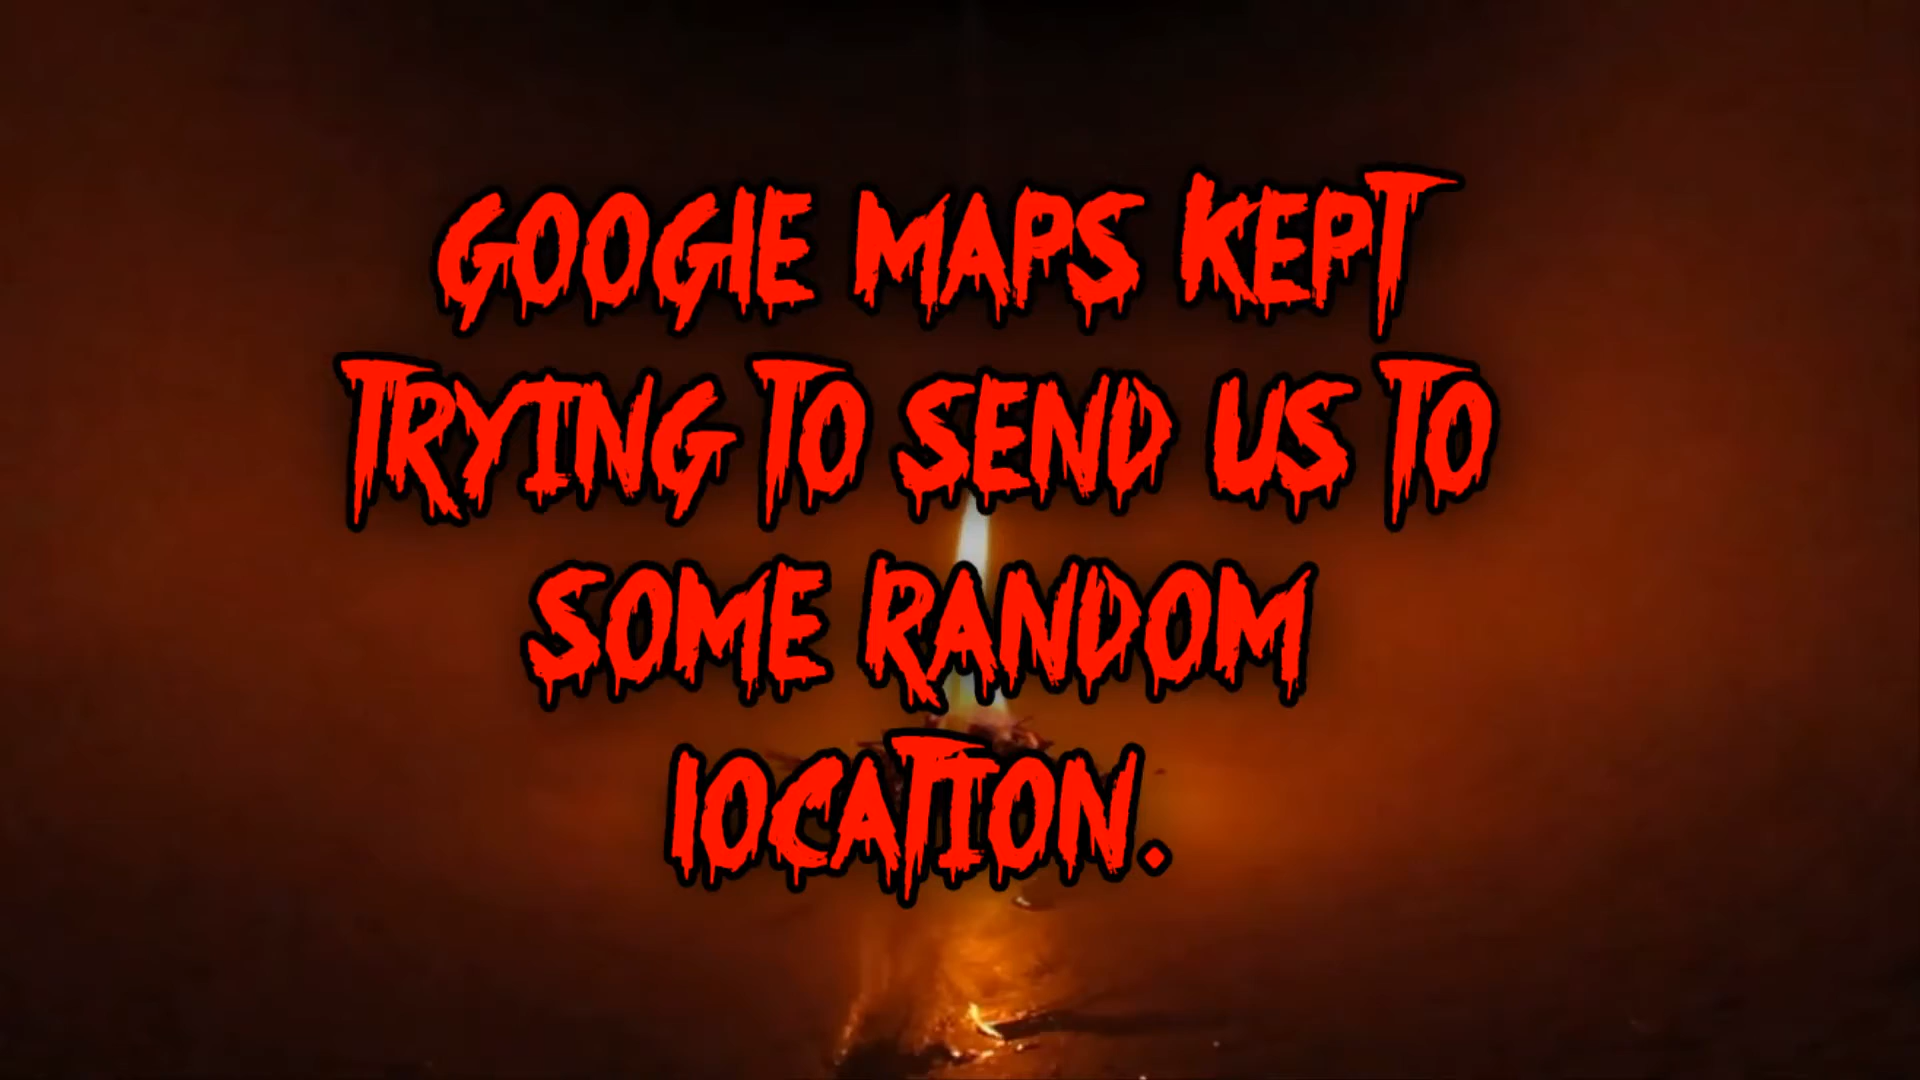 GOOGlE MAPS KEPT
TRYING TO SEND US TO
SOME RANDOM
lOCATION.